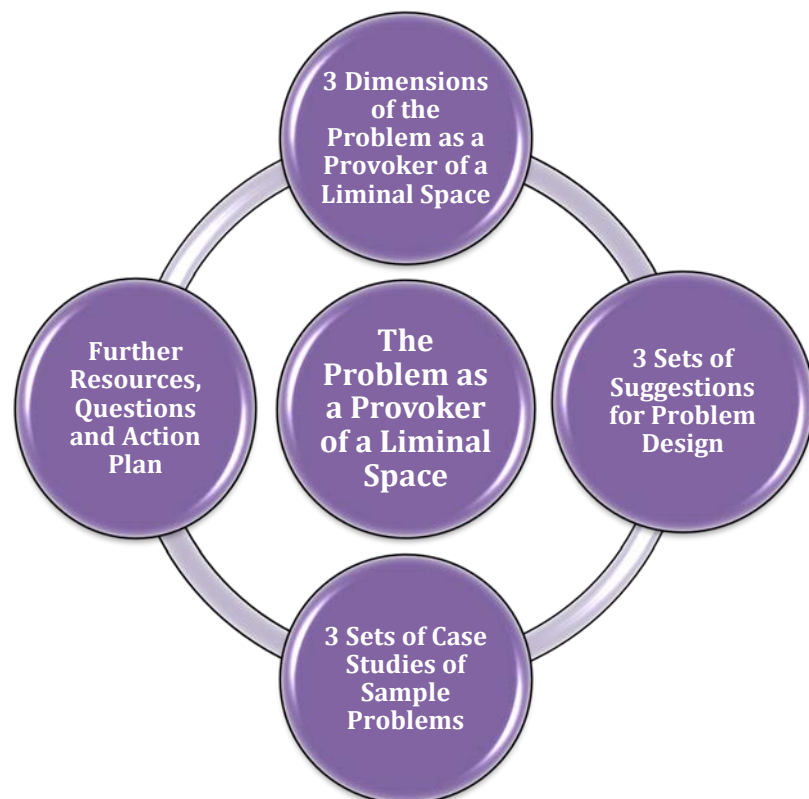 3 Dimensions
of the
Problem as a
Provoker of a
Liminal Space
Further
Resources,
Questions
and Action
Plan
The
Problem as
a Provoker
of a Liminal
Space
3 Sets of
Suggestions
for Problem
Design
3 Sets of Case
Studies of
Sample
Problems